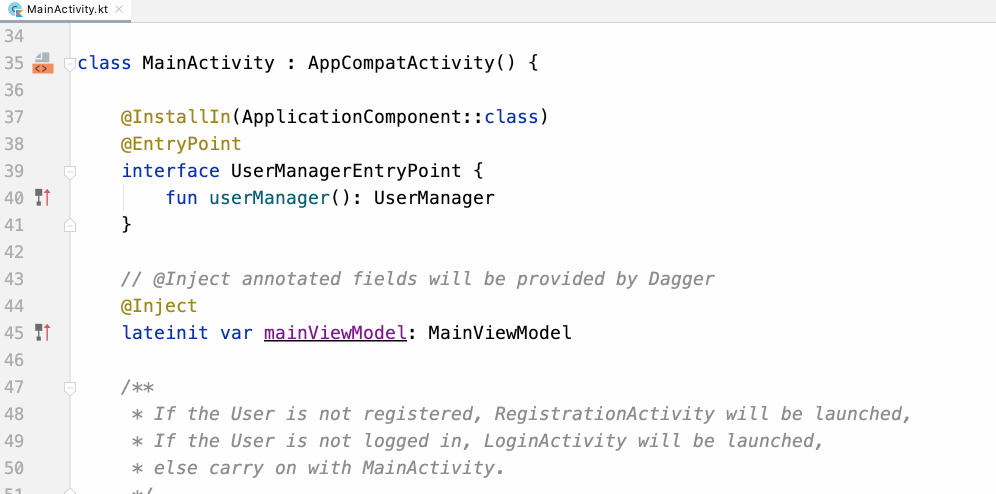 MainActivity.kt
34
35 class MainActivity : AppCompatActivity() {
36
37 @InstallIn(ApplicationComponent::class)
38 @EntryPoint
39 interface UserManagerEntryPoint {
40 fun userManager(): UserManager
41 }
42
43 // @Inject annotated fields will be provided by Dagger
44 @Inject
45 lateinit var mainViewModel: MainViewModel
46
47 /**
48 * If the User is not registered, RegistrationActivity will be launched,
49 * If the User is not logged in, LoginActivity will be launched,
50 * else carry on with MainActivity.
51 */